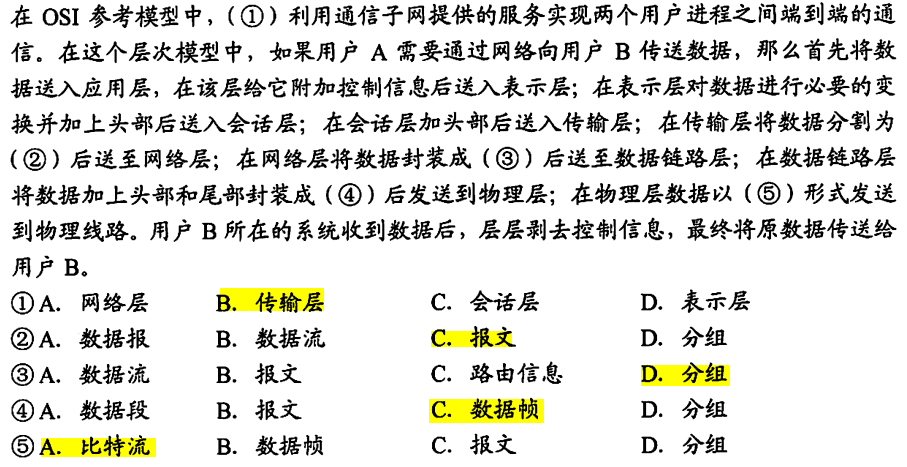 在 OSI 参考模型中，(①) 利用通信子网提供的服务实现两个用户进程之间端到端的通
信。在这个层次模型中，如果用户 A 需要通过网络向用户 B 传送数据，那么首先将数
据送入应用层，在该层给它附加控制信息后送入表示层；在表示层对数据进行必要的变
换并加上头部后送入会话层；在会话层加头部后送入传输层；在传输层将数据分割为
(②) 后送至网络层；在网络层将数据封装成 (③) 后送至数据链路层；在数据链路层
将数据加上头部和尾部封装成 (④) 后发送到物理层；在物理层数据以 (⑤) 形式发送
到物理线路。用户 B 所在的系统收到数据后，层层剥去控制信息，最终将原数据传送给
用户 B。
①A. 网络层 B. 传输层 C. 会话层 D. 表示层
②A. 数据报 B. 数据流 C. 报文 D. 分组
③A. 数据流 B. 报文 C. 路由信息 D. 分组
④A. 数据段 B. 报文 C. 数据帧 D. 分组
⑤A. 比特流 B. 数据帧 C. 报文 D. 分组